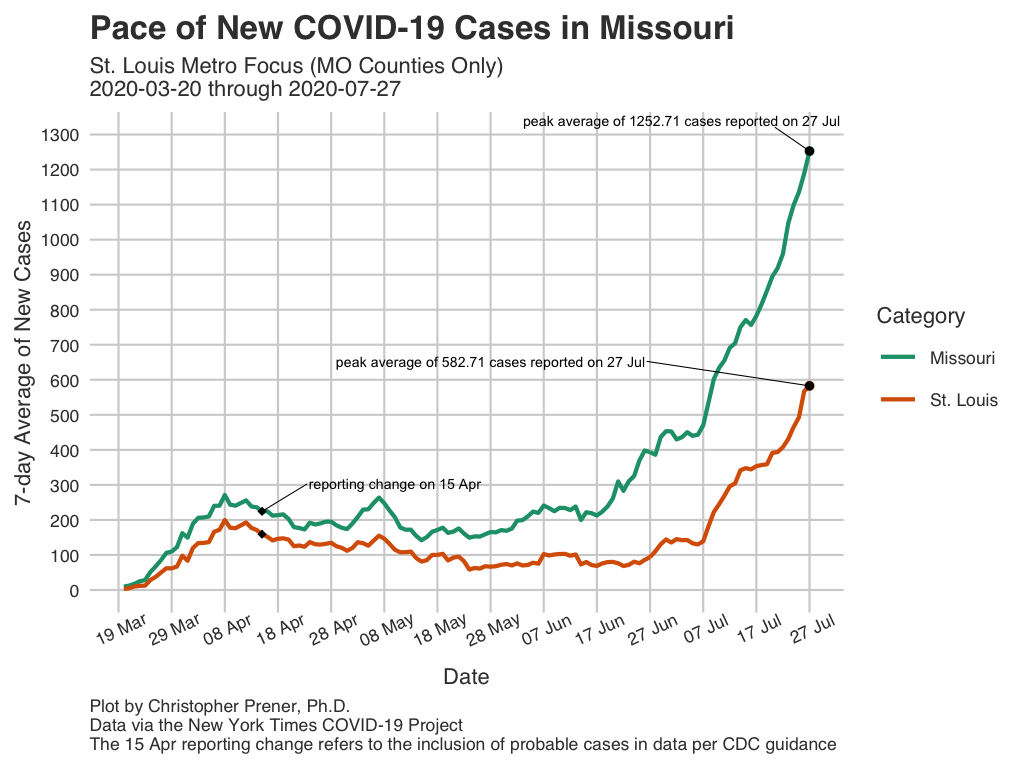 Pace of New COVID-19 Cases in Missouri
St. Louis Metro Focus (MO Counties Only)
2020-03-20 through 2020-07-27
peak average of 1252.71 cases reported on 27 Jul
1300
1200
1100
1000
900
800
700
600
500
400
300
200
100
0
7-day Average of New Cases
peak average of 582.71 cases reported on 27 Jul
reporting change on 15 Apr
Category
Missouri
St. Louis
19 Mar
29 Mar
08 Apr
18 Apr
28 Apr
08 May
18 May
28 May
07 Jun
17 Jun
27 Jun
07 Jul
17 Jul
27 Jul
Date
Plot by Christopher Prener, Ph.D.
Data via the New York Times COVID-19 Project
The 15 Apr reporting change refers to the inclusion of probable cases in data per CDC guidance